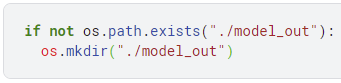 if not os.path.exists("./model_out"):
  os.mkdir("./model_out")